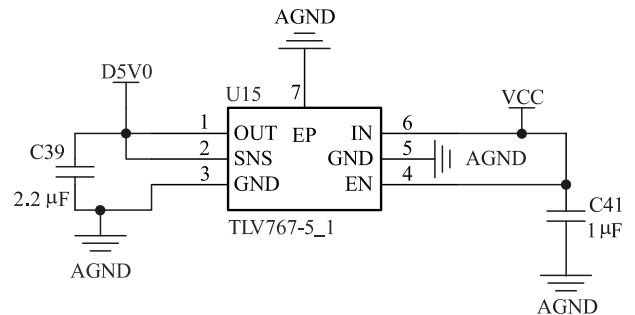 AGND
D5V0
U15
7
VCC
1
OUT
EP
IN
6
C39
2
SNS
GND
5
AGND
2.2 μF
3
GND
EN
4
C41
1 μF
TLV767-5_1
AGND
AGND